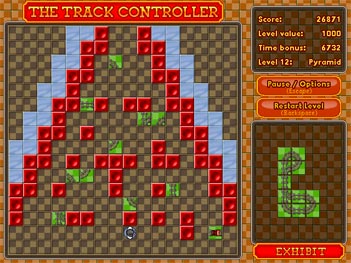 THE TRACK CONTROLLER
Score: 26871
Level value: 1000
Time bonus: 6732
Level 12: Pyramid
Pause / Options
(Escape)
Restart Level
(Backspace)
EXHIBIT